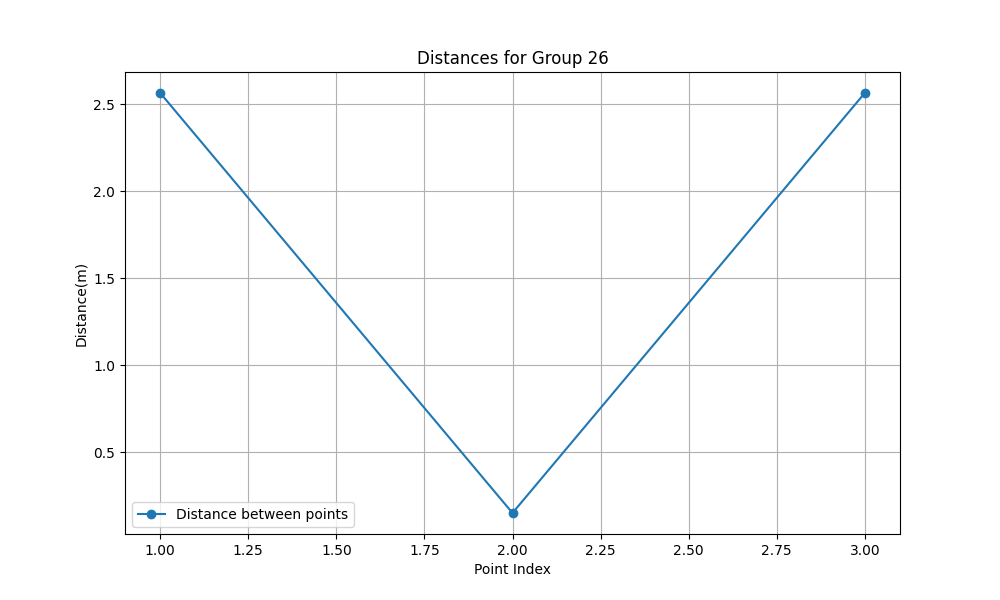 Distances for Group 26
Distance(m)
2.5
2.0
1.5
1.0
0.5
Distance between points
1.00 1.25 1.50 1.75 2.00 2.25 2.50 2.75 3.00
Point Index